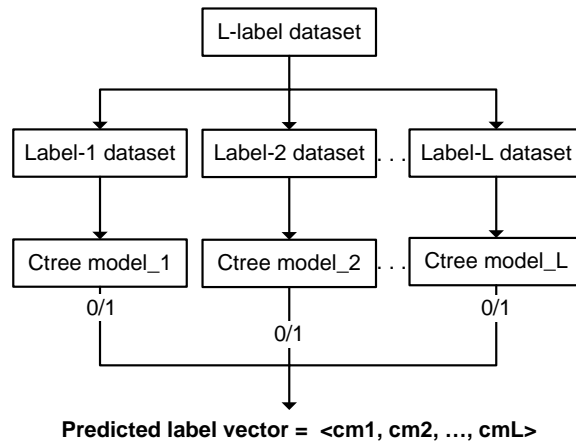 L-label dataset
Label-1 dataset Label-2 dataset . . . Label-L dataset
Ctree model_1 Ctree model_2 . . . Ctree model_L
0/1 0/1 0/1
Predicted label vector = <cm1, cm2, …, cmL>